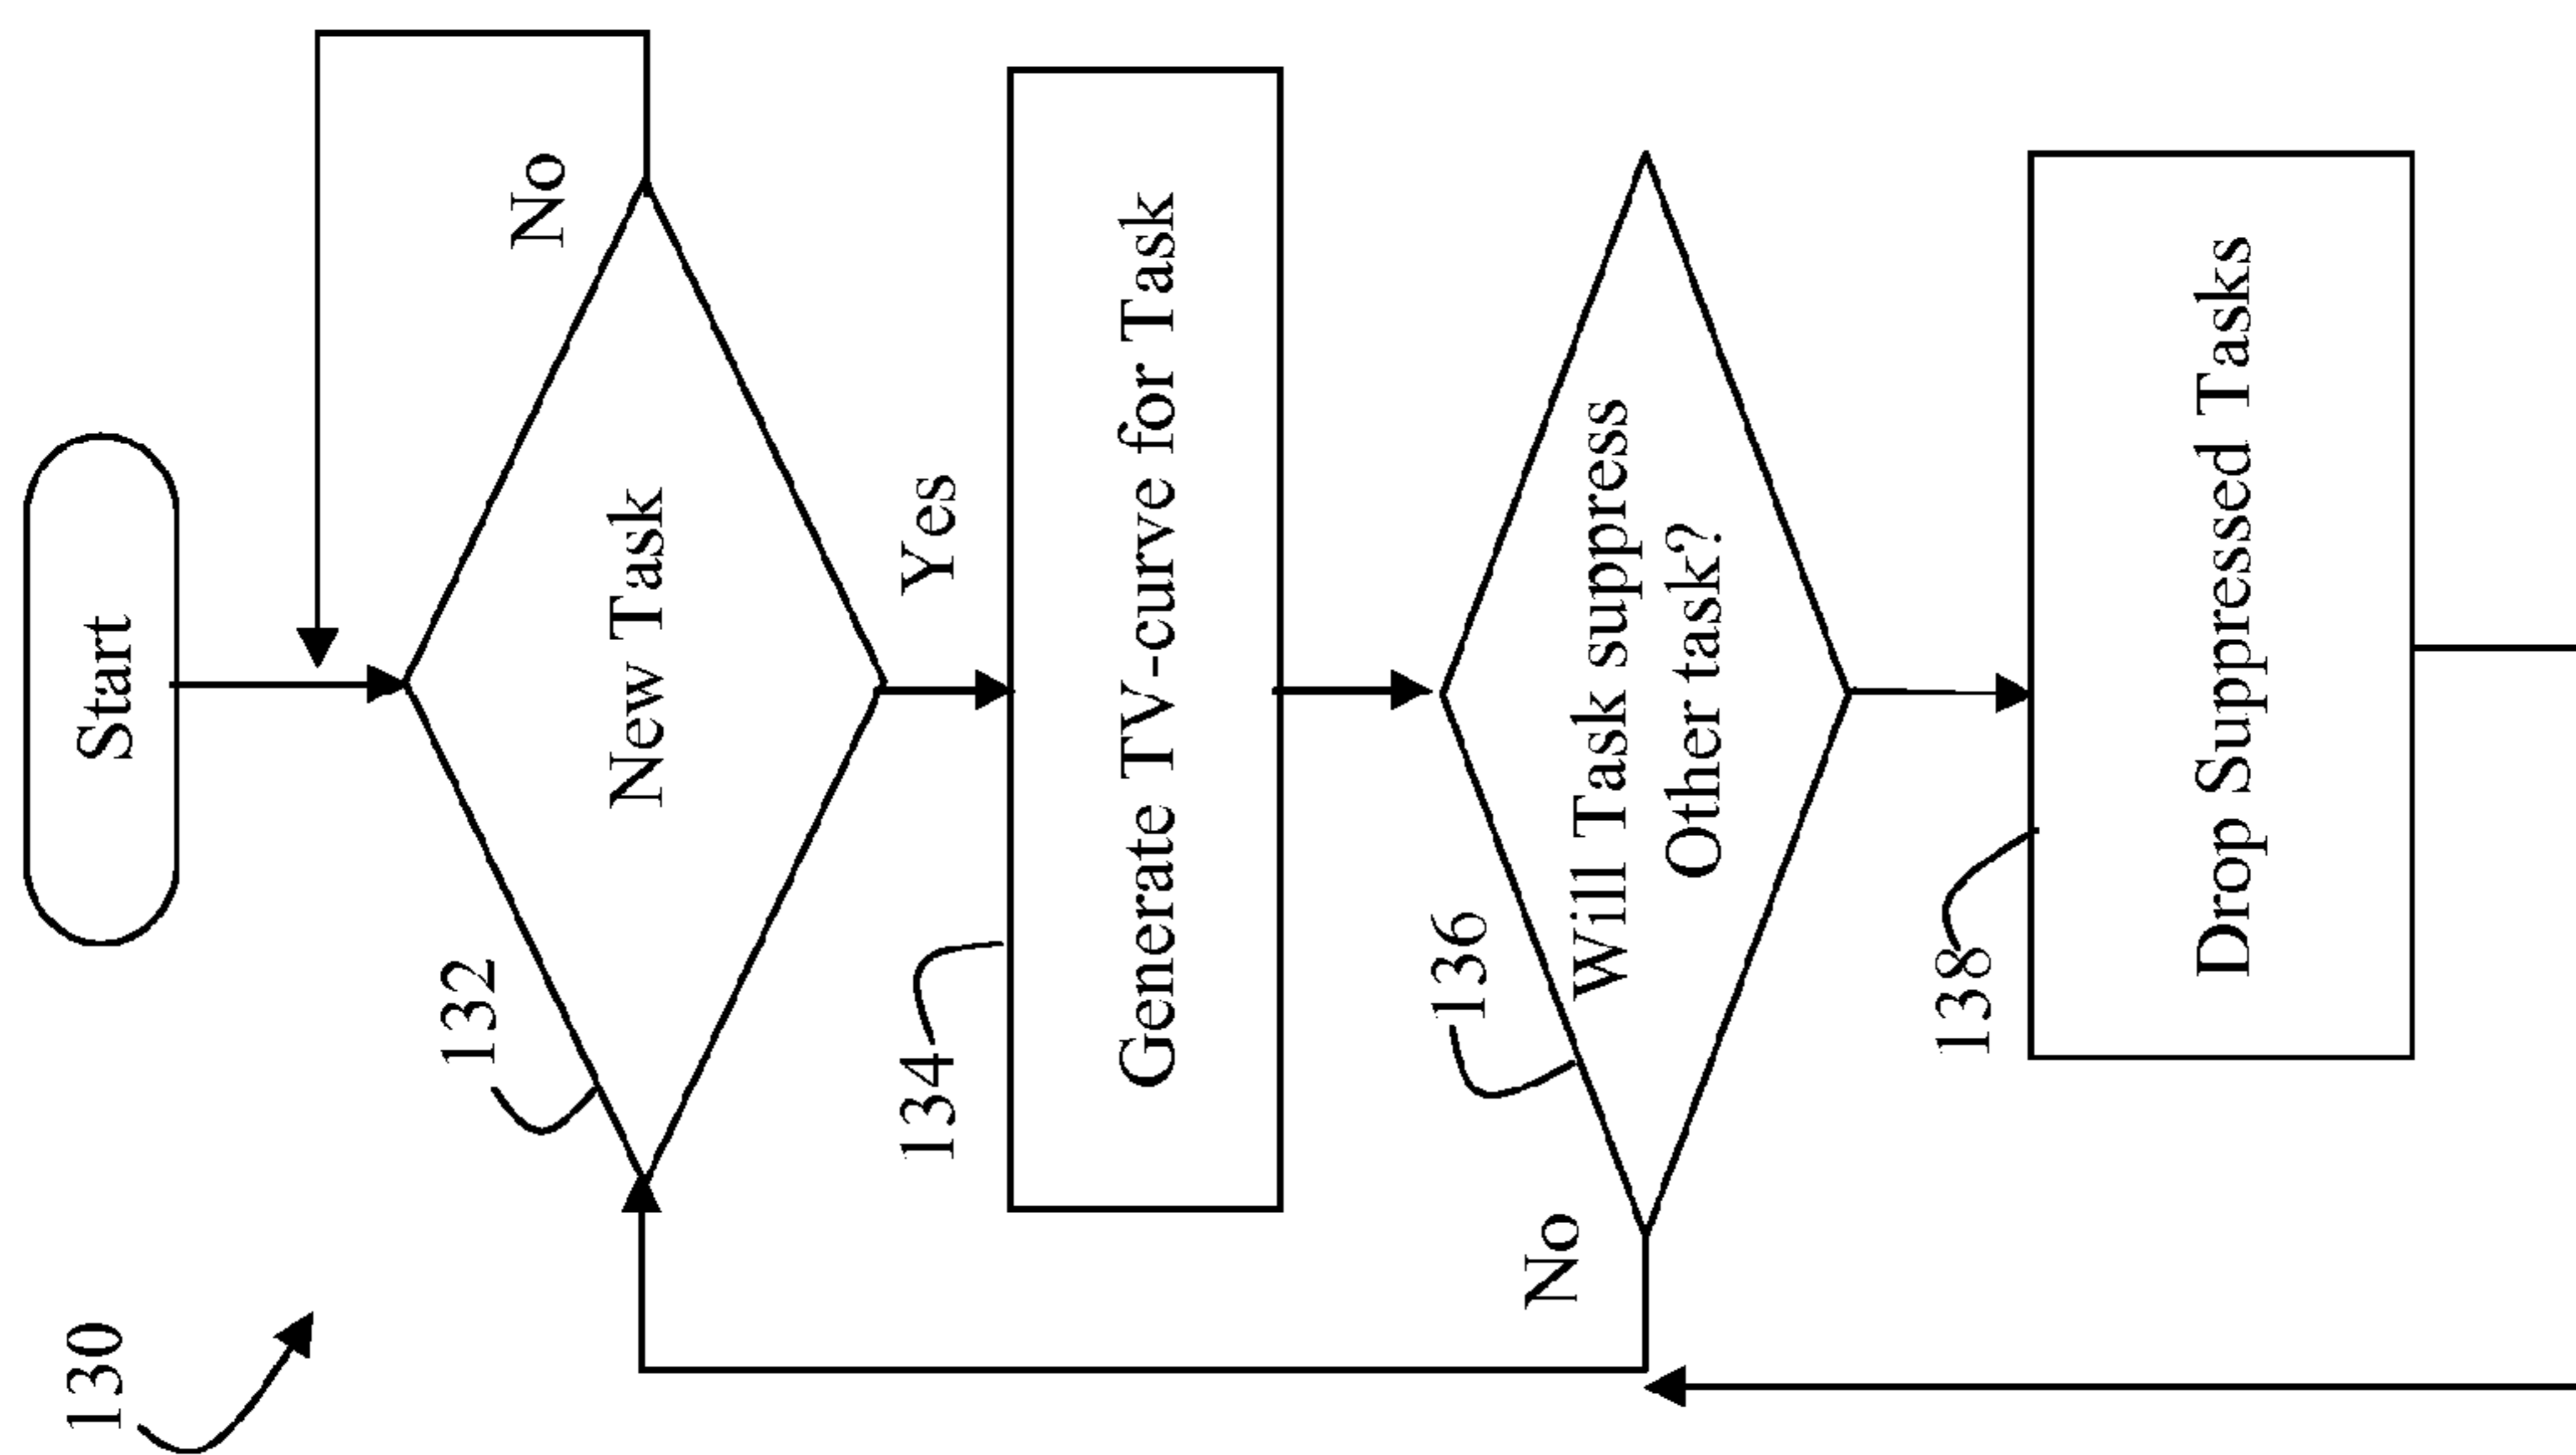 130
Start
No
132
New Task
Yes
134
Generate TV-curve for Task
136
Will Task suppress
Other task?
No
138
Drop Suppressed Tasks